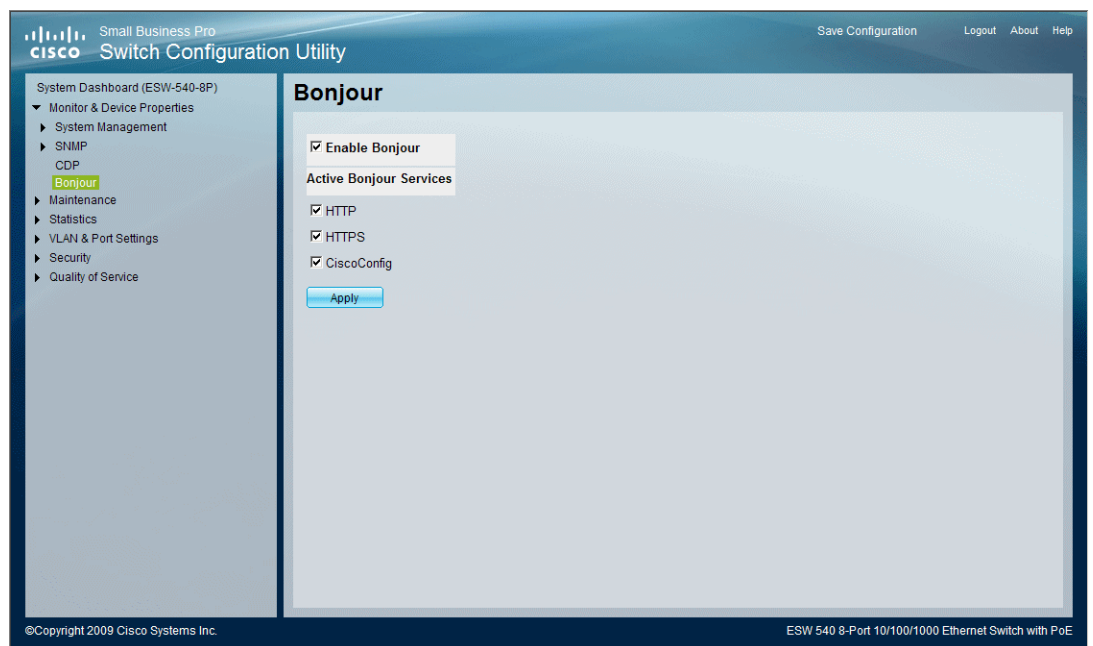 Small Business Pro
cisco Switch Configuration Utility
Save Configuration Logout About Help
System Dashboard (ESW-540-8P)
Monitor & Device Properties
System Management
SNMP
CDP
Bonjour
Maintenance
Statistics
VLAN & Port Settings
Security
Quality of Service
Bonjour
Enable Bonjour
Active Bonjour Services
HTTP
HTTPS
CiscoConfig
Apply
©Copyright 2009 Cisco Systems Inc.
ESW 540 8-Port 10/100/1000 Ethernet Switch with PoE